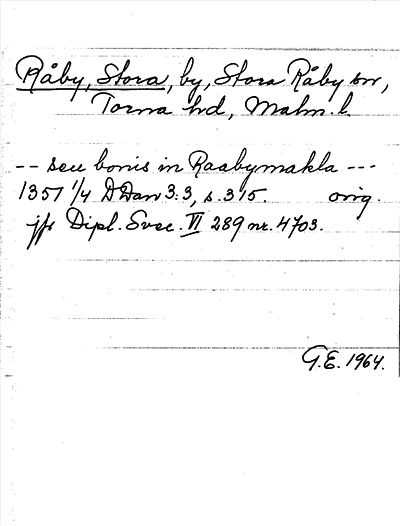 Råby, Stora, by, Stora Råby sn,
Torna hd, Malm. l.
-- seu bonis in Raabymakla ---
1357 1/4 DDan 3:3, s. 315. orig.
jfr Dipl. Svec. VI 289 nr. 4703.
G.E. 1964.